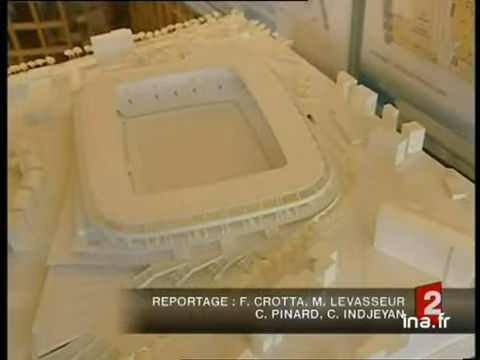 REPORTAGE : F. CROTTA, M. LEVASSEUR
C. PINARD, C. INDJEYAN
2
ina.fr